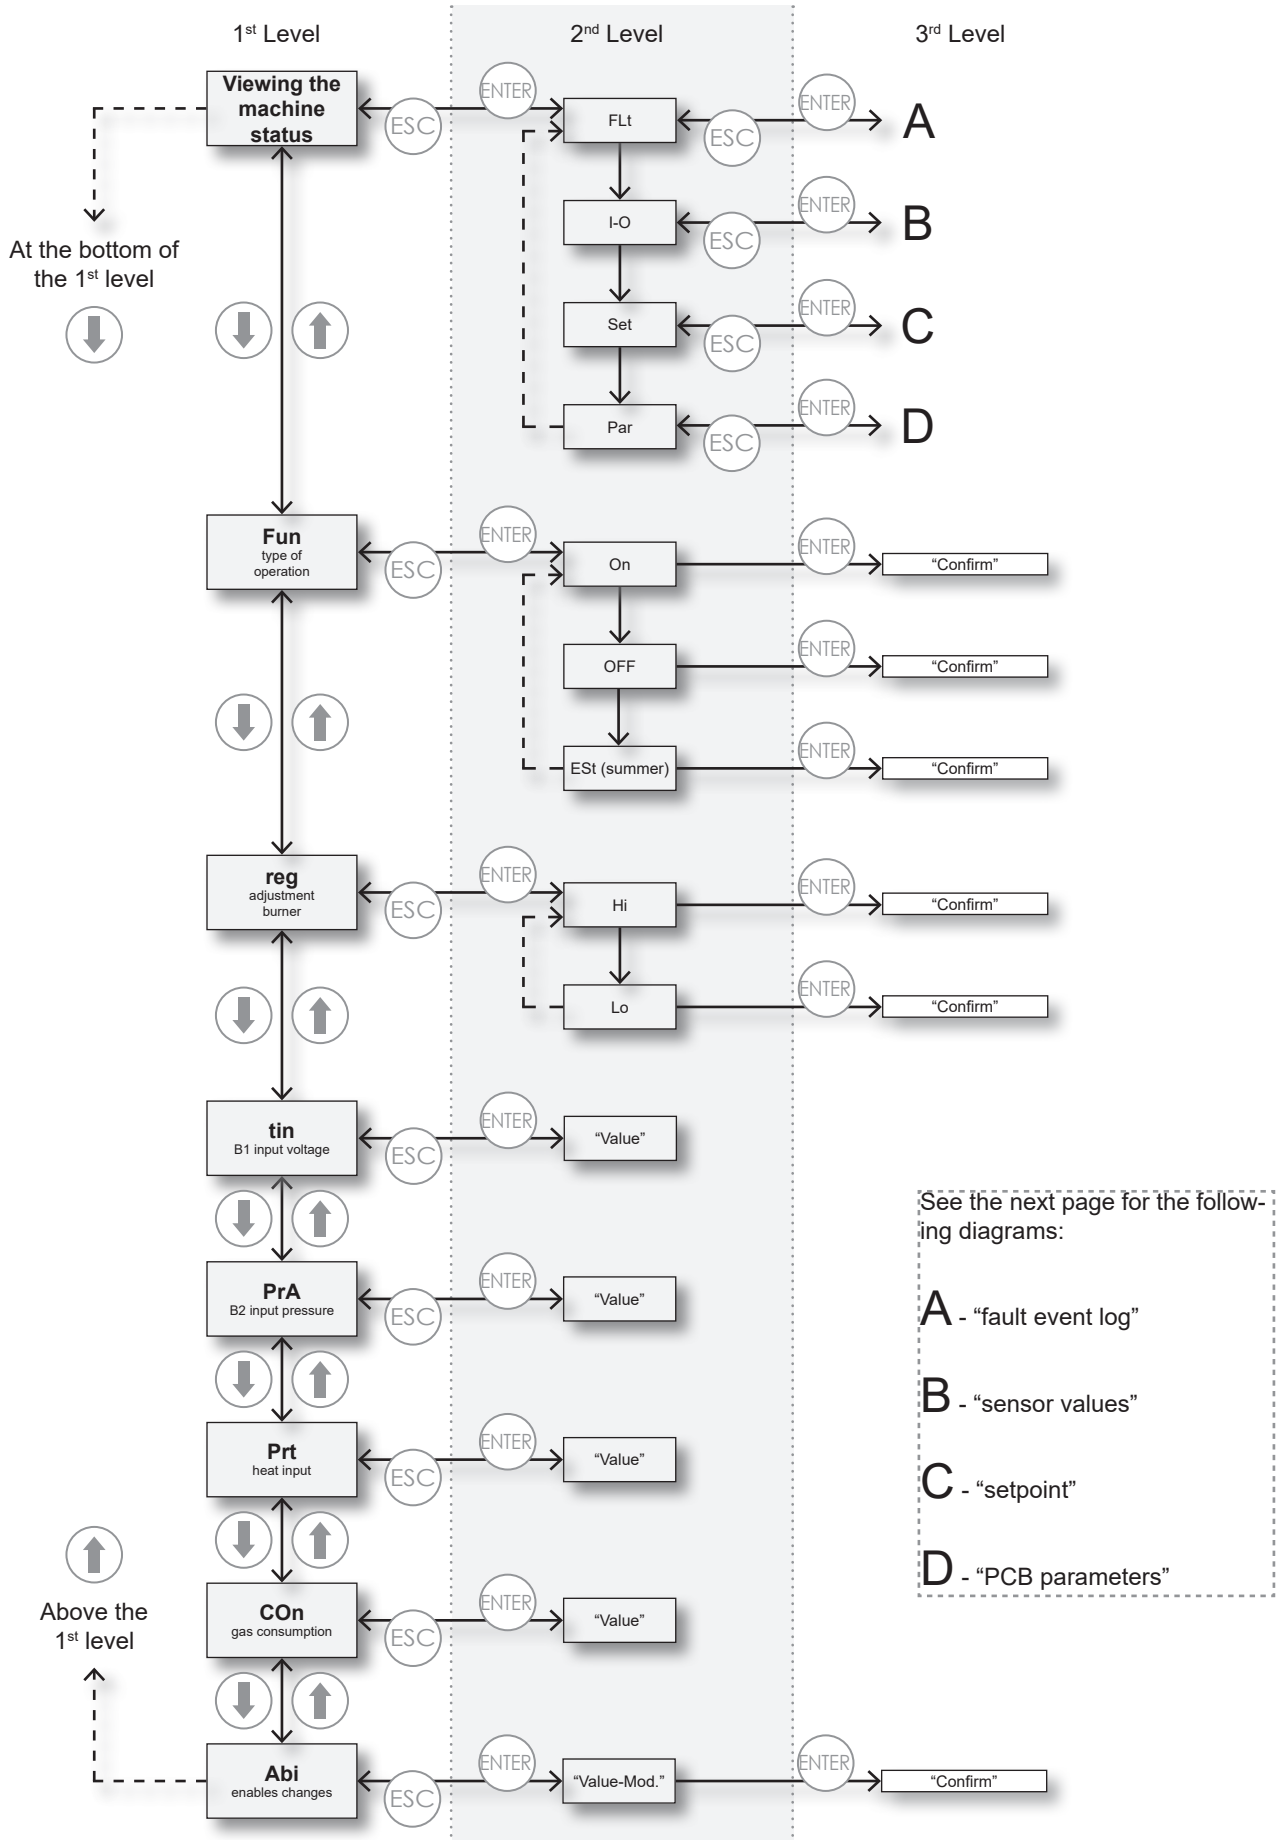 1st Level
2nd Level
3rd Level
Viewing the
machine
status
ENTER
ESC
FLt
ENTER
ESC
A
At the bottom of
the 1st level
I-O
ENTER
ESC
B
Set
ENTER
ESC
C
Par
ENTER
ESC
D
Fun
type of
operation
ENTER
ESC
On
ENTER
“Confirm”
OFF
ENTER
“Confirm”
ESt (summer)
ENTER
“Confirm”
reg
adjustment
burner
ENTER
ESC
Hi
ENTER
“Confirm”
Lo
ENTER
“Confirm”
tin
B1 input voltage
ENTER
ESC
“Value”
PrA
B2 input pressure
ENTER
ESC
“Value”
Prt
heat input
ENTER
ESC
“Value”
COn
gas consumption
ENTER
ESC
“Value”
Above the
1st level
Abi
enables changes
ENTER
ESC
“Value-Mod.”
ENTER
“Confirm”
See the next page for the follow-
ing diagrams:
A - “fault event log”
B - “sensor values”
C - “setpoint”
D - “PCB parameters”